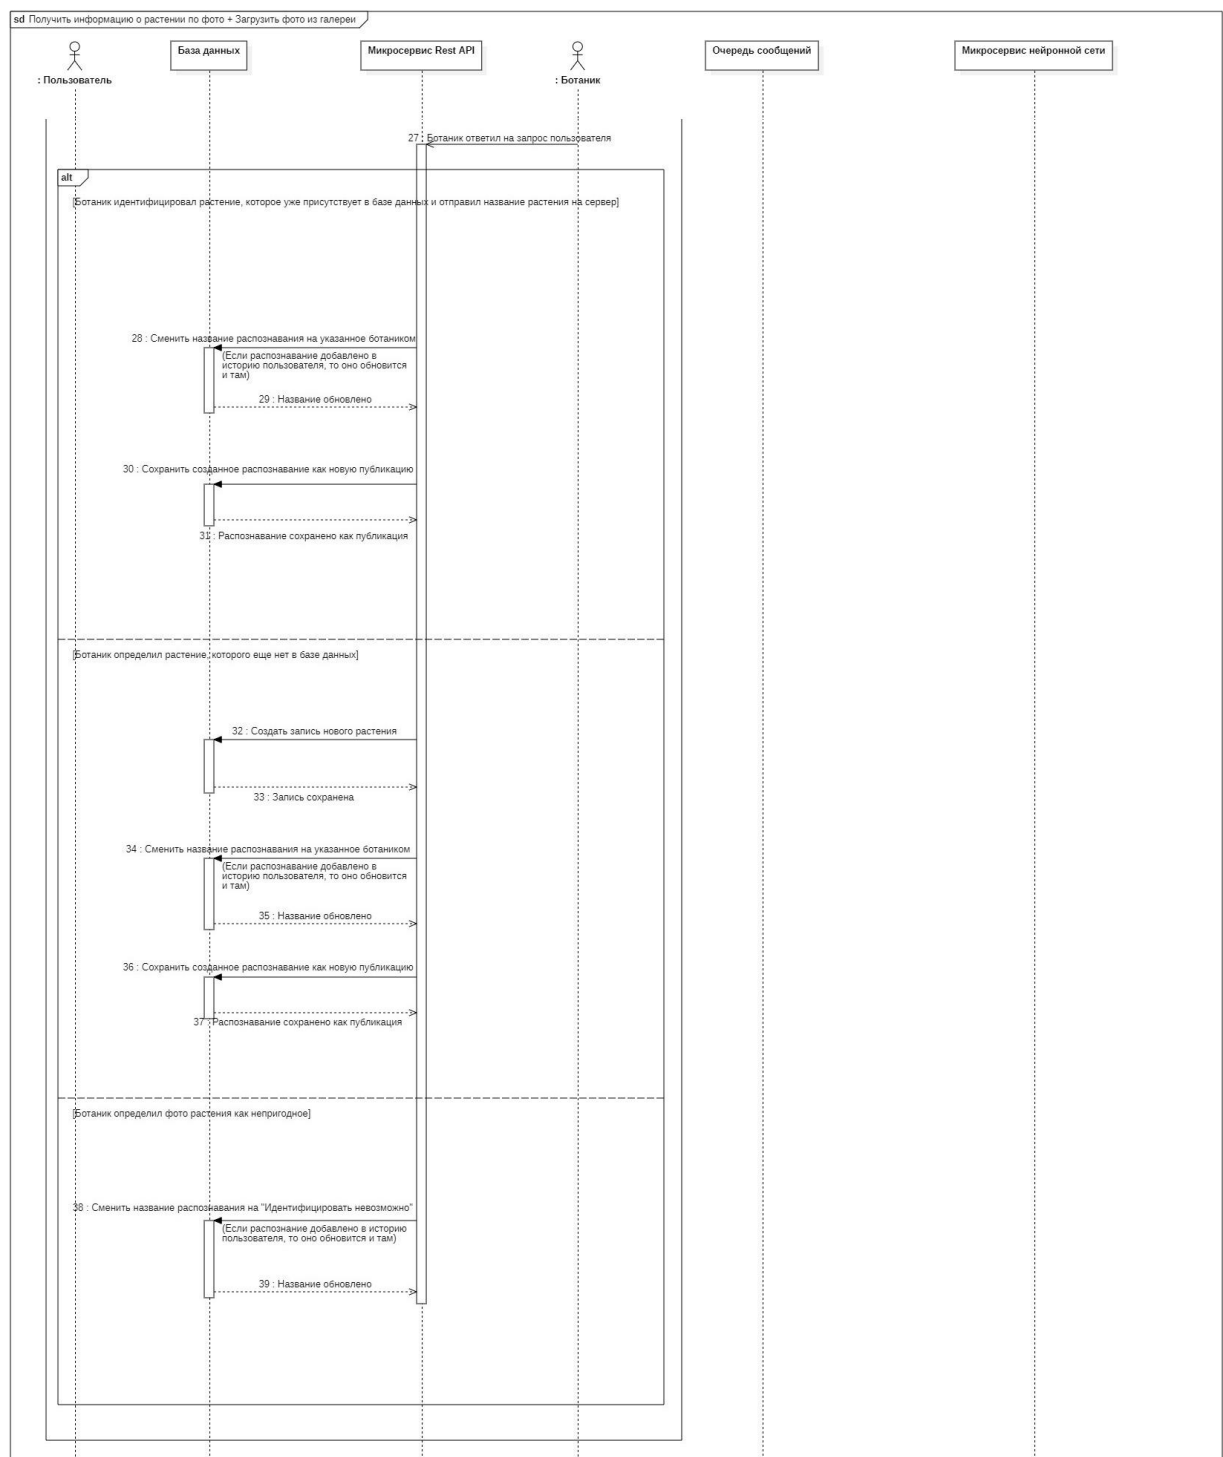 sd Получить информацию о растении по фото + Загрузить фото из галереи
: Пользователь
База данных
Микросервис Rest API
: Ботаник
Очередь сообщений
Микросервис нейронной сети
27 : Ботаник ответил на запрос пользователя
alt
[Ботаник идентифицировал растение, которое уже присутствует в базе данных и отправил название растения на сервер]
28 : Сменить название распознавания на указанное ботаником
(Если распознавание добавлено в
историю пользователя, то оно обновится
и там)
29 : Название обновлено
30 : Сохранить созданное распознавание как новую публикацию
31 : Распознавание сохранено как публикация
[Ботаник определил растение, которого еще нет в базе данных]
32 : Создать запись нового растения
33 : Запись сохранена
34 : Сменить название распознавания на указанное ботаником
(Если распознавание добавлено в
историю пользователя, то оно обновится
и там)
35 : Название обновлено
36 : Сохранить созданное распознавание как новую публикацию
37 : Распознавание сохранено как публикация
[Ботаник определил фото растения как непригодное]
38 : Сменить название распознавания на "Идентифицировать невозможно"
(Если распознание добавлено в историю
пользователя, то оно обновится и там)
39 : Название обновлено